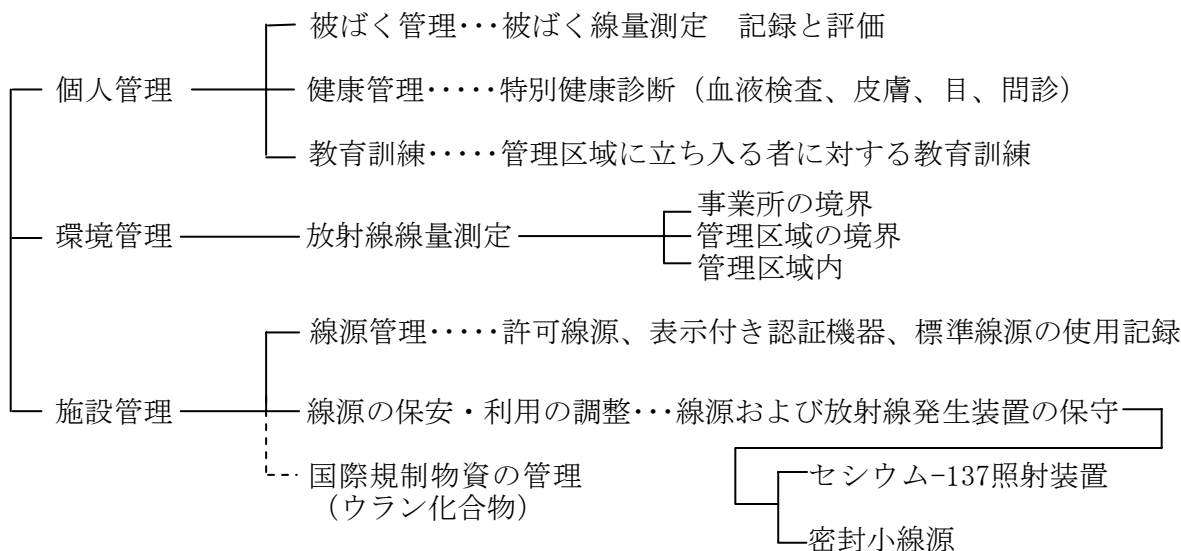 被ばく管理･･･被ばく線量測定　記録と評価
個人管理
健康管理･････特別健康診断（血液検査、皮膚、目、問診）
教育訓練･････管理区域に立ち入る者に対する教育訓練
環境管理
放射線線量測定
事業所の境界
管理区域の境界
管理区域内
線源管理･････許可線源、表示付き認証機器、標準線源の使用記録
施設管理
線源の保安・利用の調整･･･線源および放射線発生装置の保守
国際規制物資の管理
（ウラン化合物）
セシウム-137照射装置
密封小線源